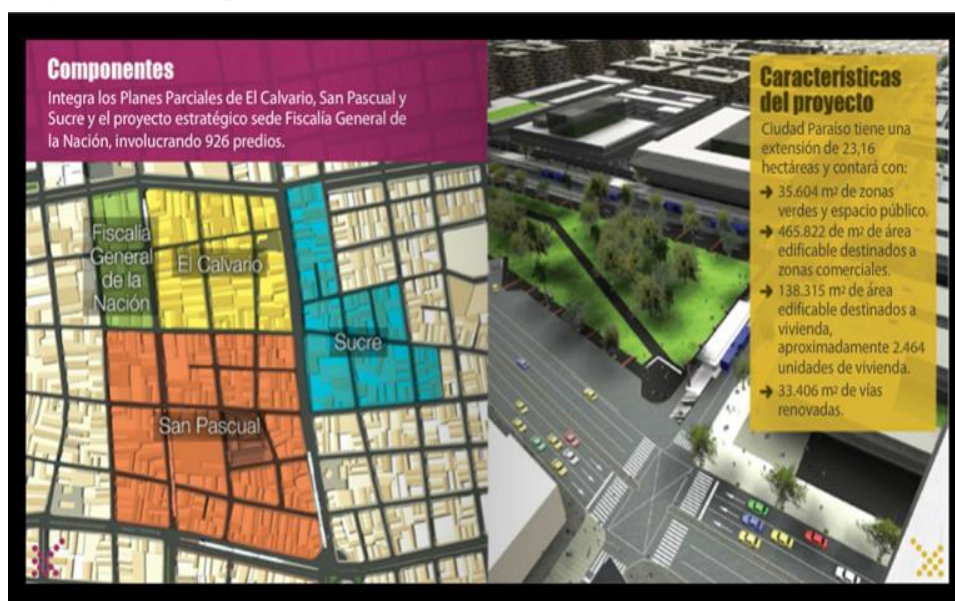 Componentes
Integra los Planes Parciales de El Calvario, San Pascual y
Sucre y el proyecto estratégico sede Fiscalía General de
la Nación, involucrando 926 predios.
Fiscalía
General
de la
Nación
El Calvario
Sucre
San Pascual
Características
del proyecto
Ciudad Paraíso tiene una
extensión de 23,16
hectáreas y contará con:
➔ 35.604 m² de zonas
verdes y espacio público.
➔ 465.822 de m² de área
edificable destinados a
zonas comerciales.
➔ 138.315 m² de área
edificable destinados a
vivienda,
aproximadamente 2.464
unidades de vivienda.
➔ 33.406 m² de vías
renovadas.